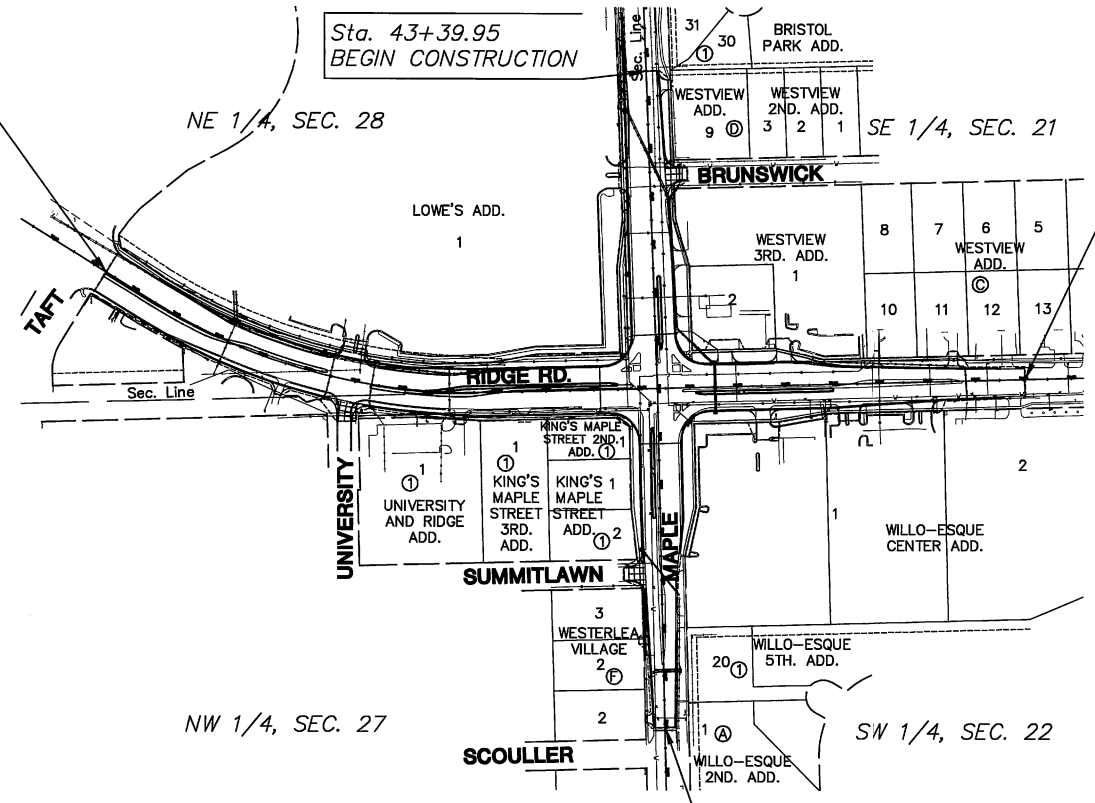 Sta. 43+39.95
BEGIN CONSTRUCTION
Sec. Line
31
30
1
BRISTOL
PARK ADD.
NE 1/4, SEC. 28
WESTVIEW
ADD.
9 D
WESTVIEW
2ND. ADD.
3 2 1
SE 1/4, SEC. 21
BRUNSWICK
LOWE'S ADD.
1
WESTVIEW
3RD. ADD.
1
2
8 7 6 5
WESTVIEW
ADD.
C
10 11 12 13
TAFT
RIDGE RD.
Sec. Line
UNIVERSITY
1
1
UNIVERSITY
AND RIDGE
ADD.
1
1
KING'S
MAPLE
STREET
3RD.
ADD.
KING'S MAPLE
STREET 2ND. 1
ADD. 1
KING'S 1
MAPLE
STREET
ADD.
1 2
MAPLE
1
2
WILLO-ESQUE
CENTER ADD.
SUMMITLAWN
3
WESTERLEA
VILLAGE
2 F
2
WILLO-ESQUE
5TH. ADD.
20 1
NW 1/4, SEC. 27
SW 1/4, SEC. 22
SCOULLER
1 A
WILLO-ESQUE
2ND. ADD.